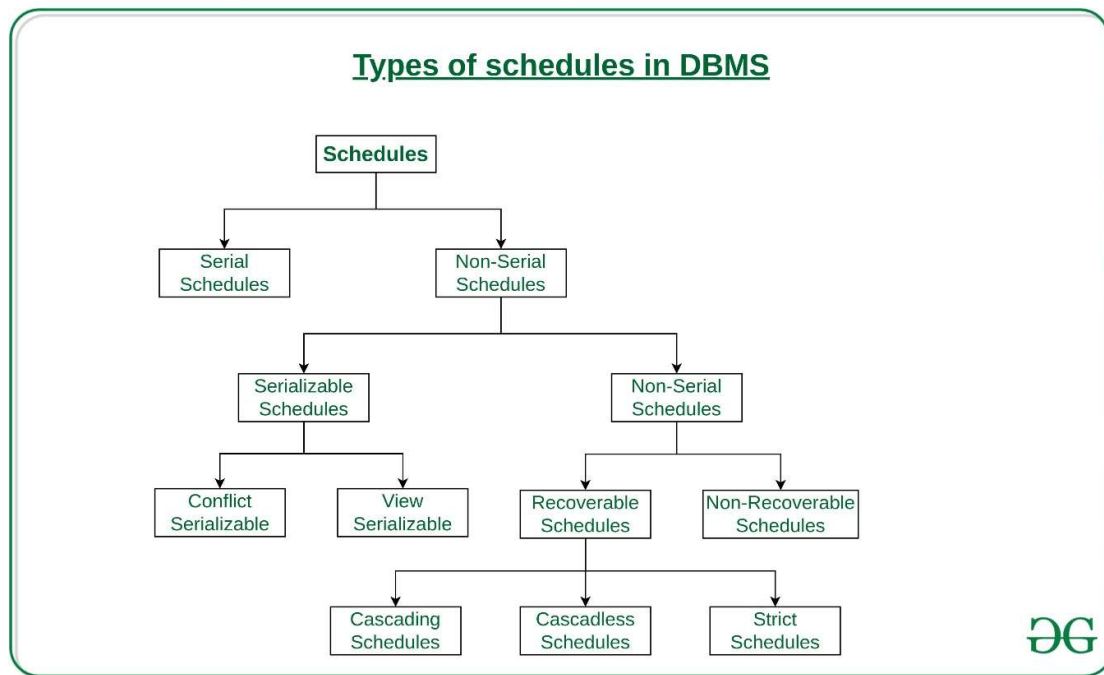 Types of schedules in DBMS
Schedules
Serial
Schedules
Non-Serial
Schedules
Serializable
Schedules
Non-Serial
Schedules
Conflict
Serializable
View
Serializable
Recoverable
Schedules
Non-Recoverable
Schedules
Cascading
Schedules
Cascadless
Schedules
Strict
Schedules